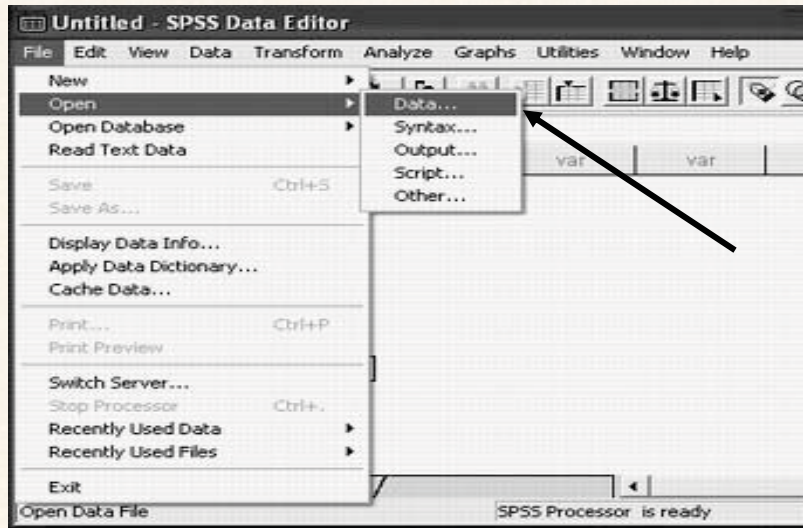 Untitled - SPSS Data Editor
File Edit View Data Transform Analyze Graphs Utilities Window Help
New
Open
Open Database
Read Text Data
Save Ctrl+S
Save As...
Display Data Info...
Apply Data Dictionary...
Cache Data...
Print... Ctrl+P
Print Preview
Switch Server...
Stop Processor Ctrl+.
Recently Used Data
Recently Used Files
Exit
Data...
Syntax...
Output...
Script...
Other...
var var
Open Data File SPSS Processor is ready